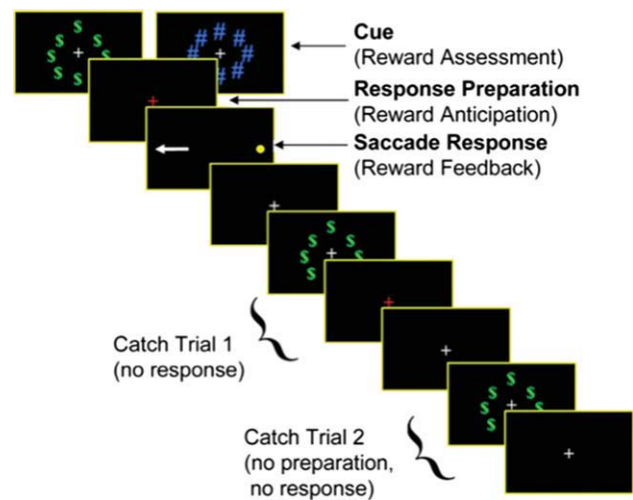 Cue
(Reward Assessment)
Response Preparation
(Reward Anticipation)
Saccade Response
(Reward Feedback)
Catch Trial 1
(no response)
Catch Trial 2
(no preparation,
no response)